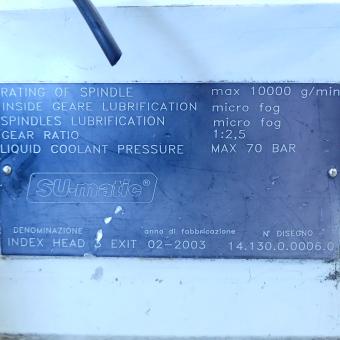 RATING OF SPINDLE max 10000 g/min
INSIDE GEARE LUBRIFICATION micro fog
SPINDLES LUBRIFICATION micro fog
GEAR RATIO 1:2,5
LIQUID COOLANT PRESSURE MAX 70 BAR
SU-matic®
DENOMINAZIONE anno di fabbricazione N° DISEGNO
INDEX HEAD 3 EXIT 02-2003 14.130.0.0006.0